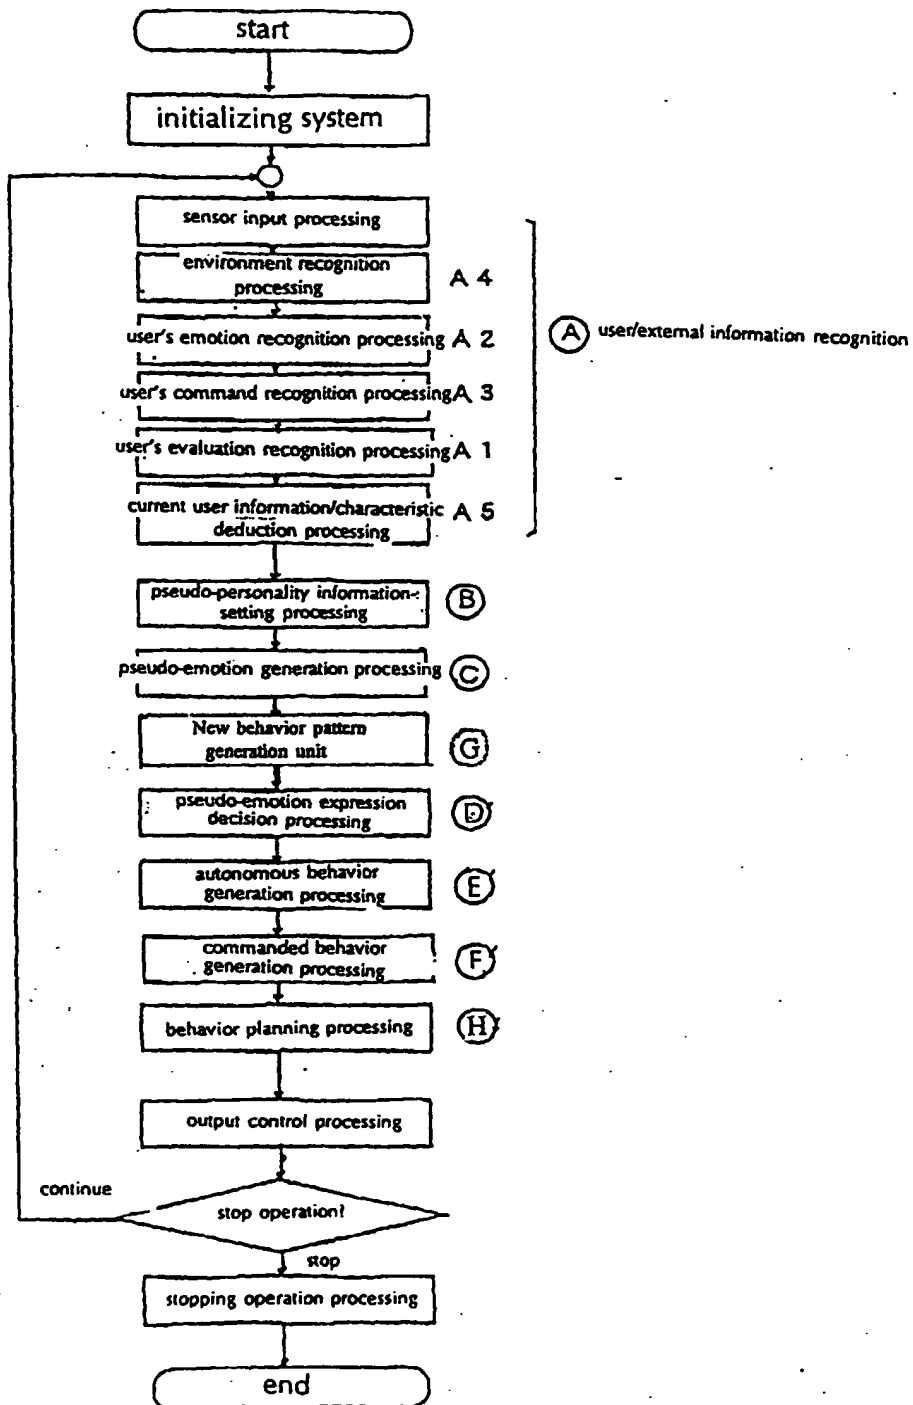 start
initializing system
sensor input processing
environment recognition
processing
A 4
user's emotion recognition processing A 2
A user/external information recognition
user's command recognition processing A 3
user's evaluation recognition processing A 1
current user information/characteristic
deduction processing
A 5
pseudo-personality information-
setting processing
B
pseudo-emotion generation processing
C
New behavior pattern
generation unit
G
pseudo-emotion expression
decision processing
D
autonomous behavior
generation processing
E
commanded behavior
generation processing
F
behavior planning processing
H
output control processing
continue
stop operation?
stop
stopping operation processing
end